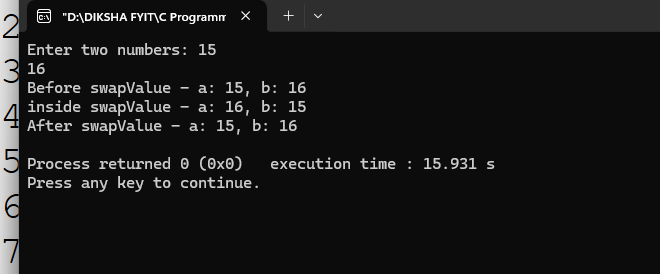 "D:\DIKSHA FYIT\C Programm
Enter two numbers: 15
16
Before swapValue – a: 15, b: 16
inside swapValue – a: 16, b: 15
After swapValue – a: 15, b: 16
Process returned 0 (0x0)   execution time : 15.931 s
Press any key to continue.
2
3
4
5
6
7